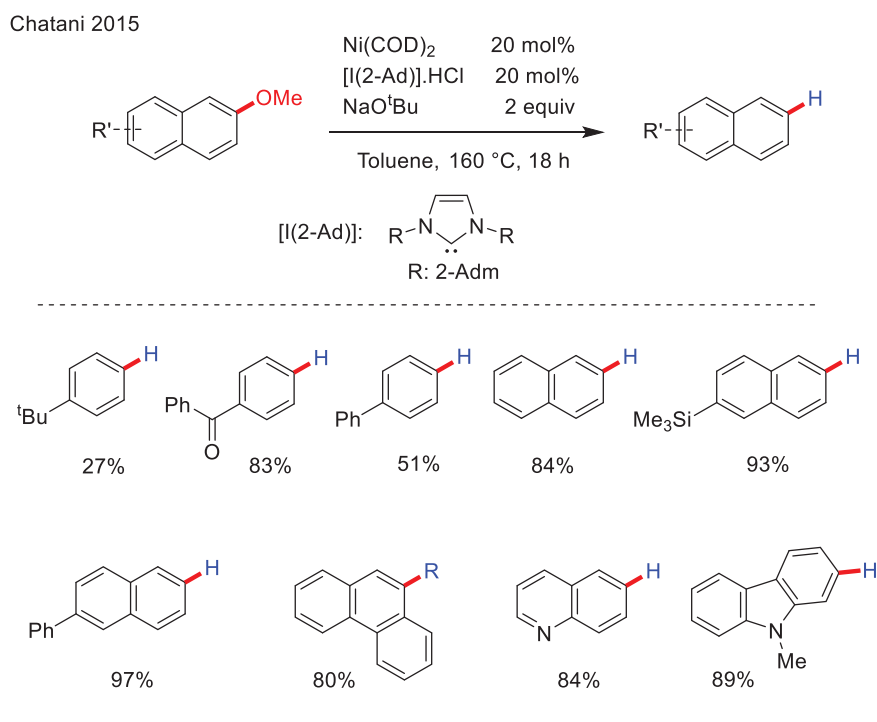 Chatani 2015
Ni(COD)2 20 mol%
[I(2-Ad)].HCl 20 mol%
NaOtBu 2 equiv
OMe
R'
H
R'
Toluene, 160 °C, 18 h
[I(2-Ad)]:
R N N R
R: 2-Adm
H
tBu
27%
H
Ph
O
83%
H
Ph
51%
H
84%
H
Me3Si
93%
H
Ph
97%
R
80%
H
N
84%
H
N
Me
89%